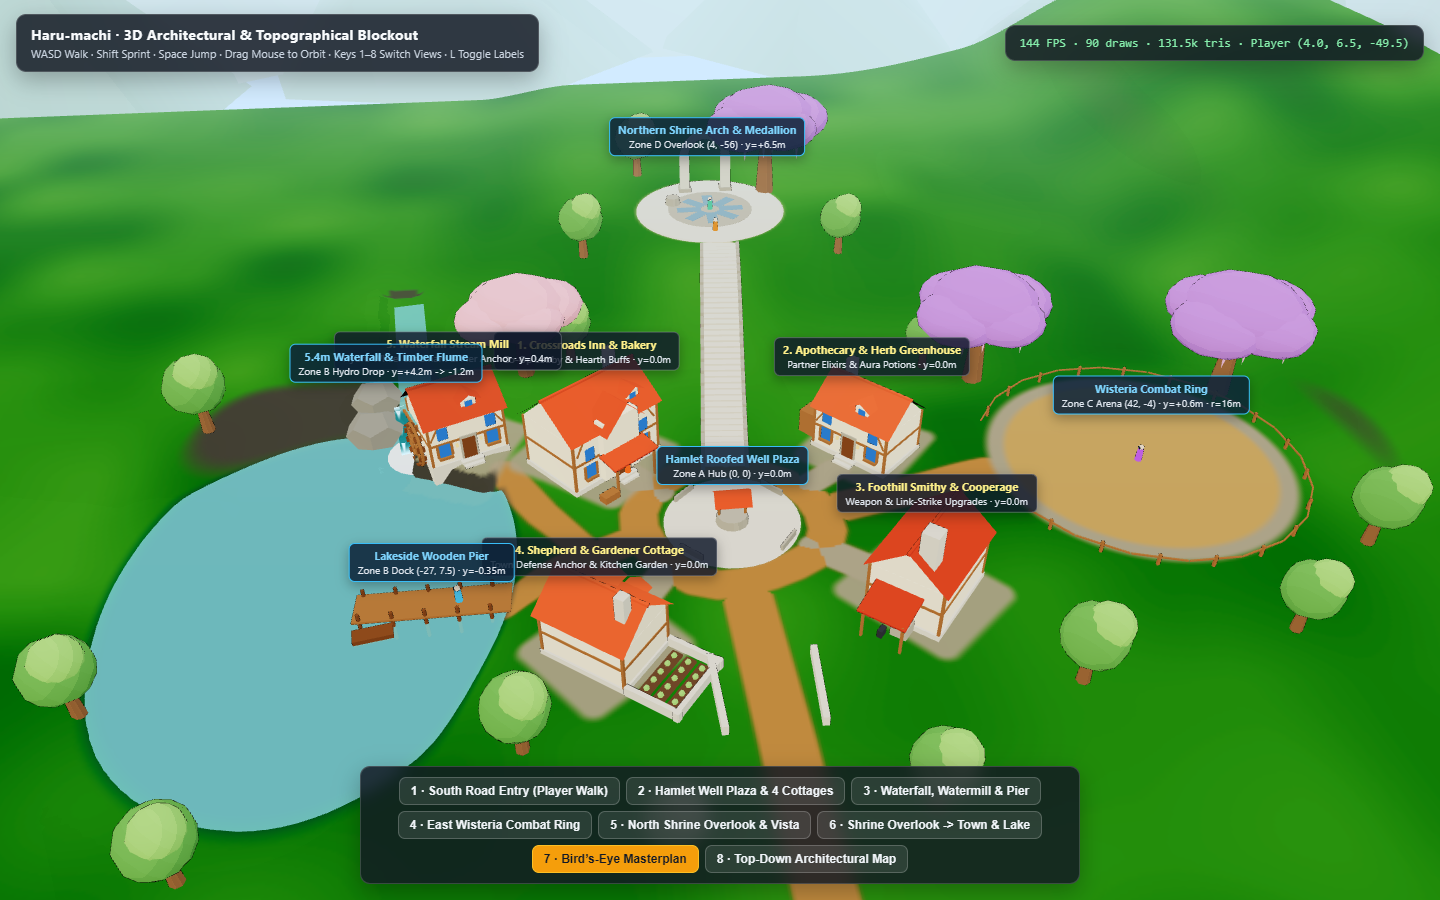 Haru-machi · 3D Architectural & Topographical Blockout
WASD Walk · Shift Sprint · Space Jump · Drag Mouse to Orbit · Keys 1–8 Switch Views · L Toggle Labels
144 FPS · 90 draws · 131.5k tris · Player (4.0, 6.5, -49.5)
Northern Shrine Arch & Medallion
Zone D Overlook (4, -56) · y=+6.5m
5. Waterfall Stream Mill
Anchor · y=0.4m
1. Crossroads Inn & Bakery
& Hearth Buffs · y=0.0m
5.4m Waterfall & Timber Flume
Zone B Hydro Drop · y=+4.2m -> -1.2m
2. Apothecary & Herb Greenhouse
Partner Elixirs & Aura Potions · y=0.0m
Wisteria Combat Ring
Zone C Arena (42, -4) · y=+0.6m · r=16m
Hamlet Roofed Well Plaza
Zone A Hub (0, 0) · y=0.0m
3. Foothill Smithy & Cooperage
Weapon & Link-Strike Upgrades · y=0.0m
Lakeside Wooden Pier
Zone B Dock (-27, 7.5) · y=-0.35m
4. Shepherd & Gardener Cottage
Defense Anchor & Kitchen Garden · y=0.0m
1 · South Road Entry (Player Walk)
2 · Hamlet Well Plaza & 4 Cottages
3 · Waterfall, Watermill & Pier
4 · East Wisteria Combat Ring
5 · North Shrine Overlook & Vista
6 · Shrine Overlook -> Town & Lake
7 · Bird's-Eye Masterplan
8 · Top-Down Architectural Map